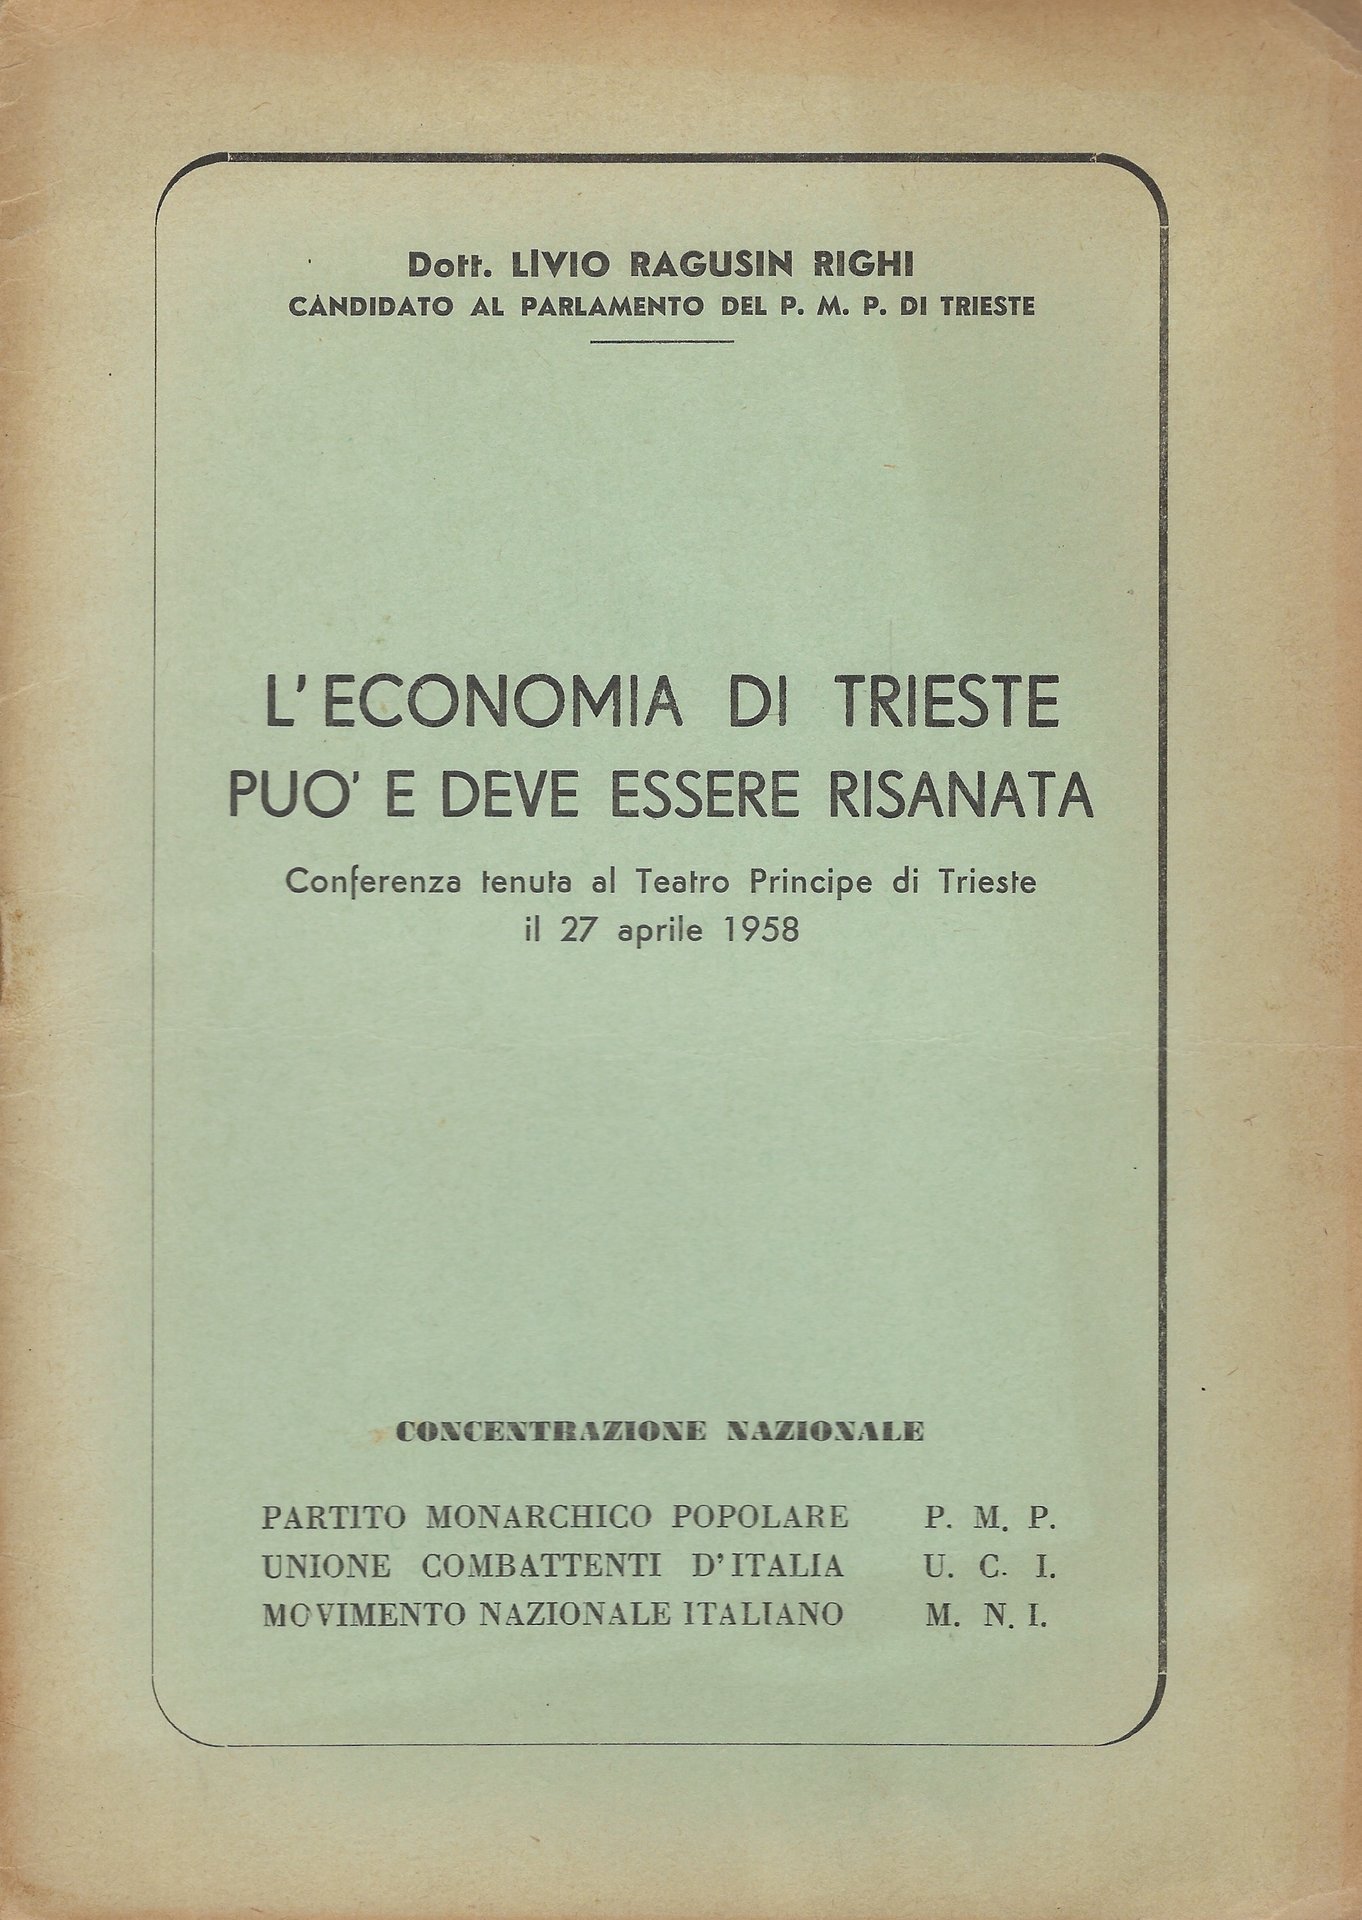 Dott. LIVIO RAGUSIN RIGHI
CANDIDATO AL PARLAMENTO DEL P. M. P. DI TRIESTE
L'ECONOMIA DI TRIESTE
PUO' E DEVE ESSERE RISANATA
Conferenza tenuta al Teatro Principe di Trieste
il 27 aprile 1958
CONCENTRAZIONE NAZIONALE
PARTITO MONARCHICO POPOLARE P. M. P.
UNIONE COMBATTENTI D'ITALIA U. C. I.
MOVIMENTO NAZIONALE ITALIANO M. N. I.